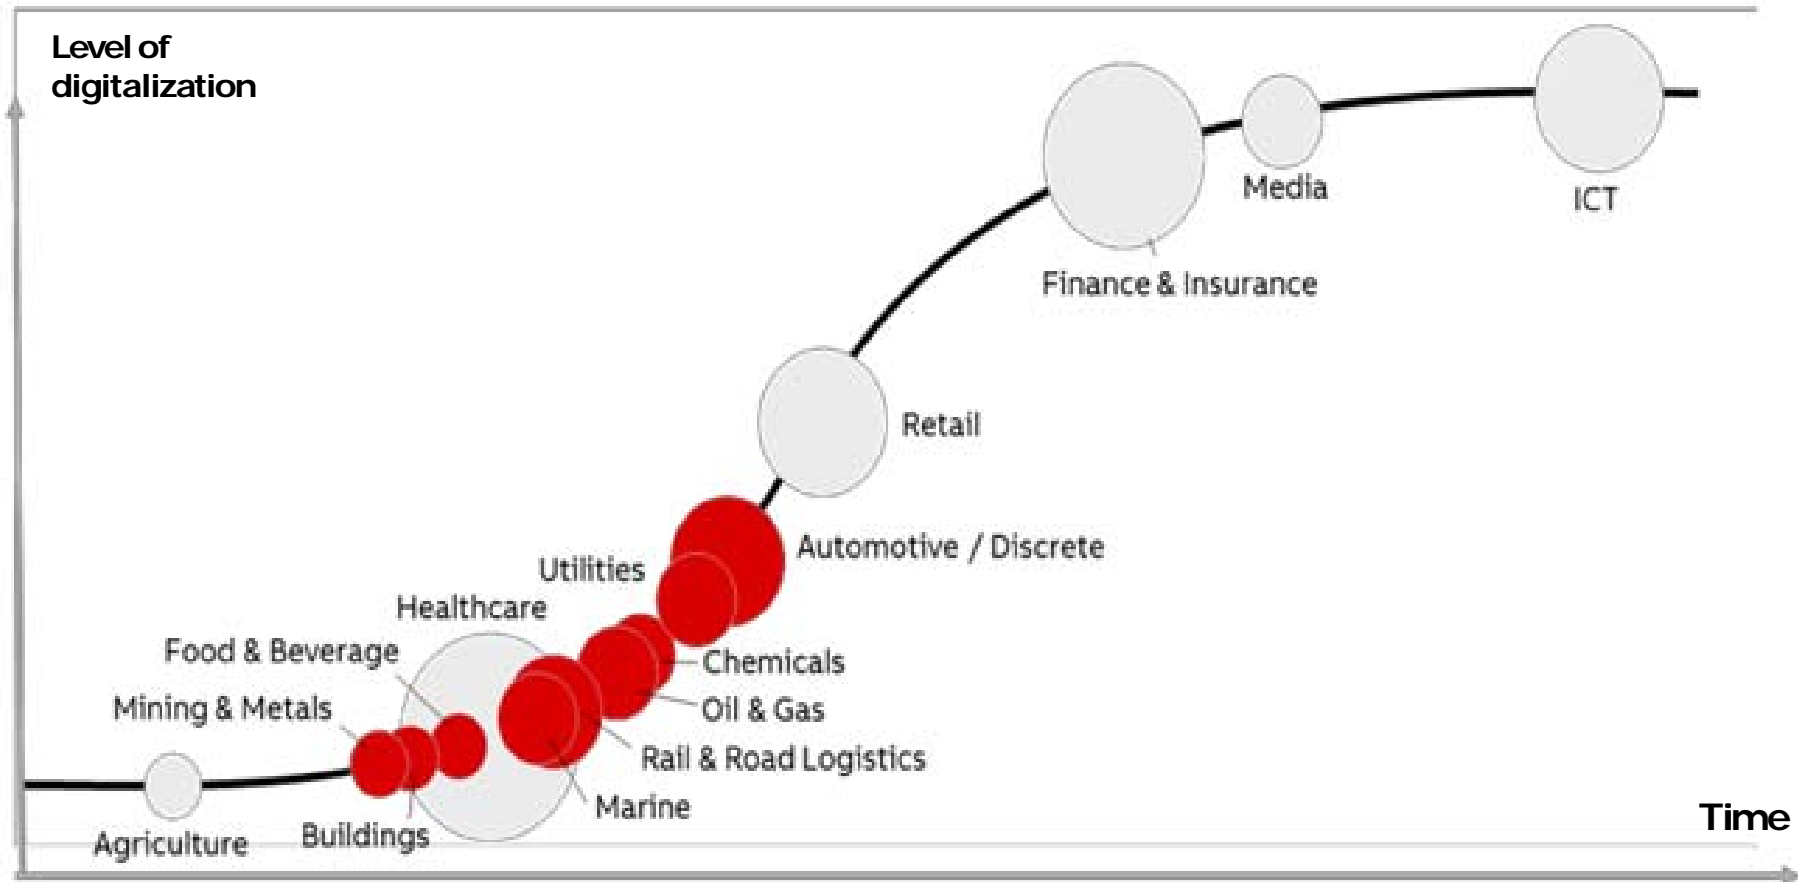 Level of
digitalization
Media
ICT
Finance & Insurance
Retail
Automotive / Discrete
Utilities
Healthcare
Food & Beverage
Chemicals
Mining & Metals
Oil & Gas
Rail & Road Logistics
Marine
Time
Buildings
Agriculture